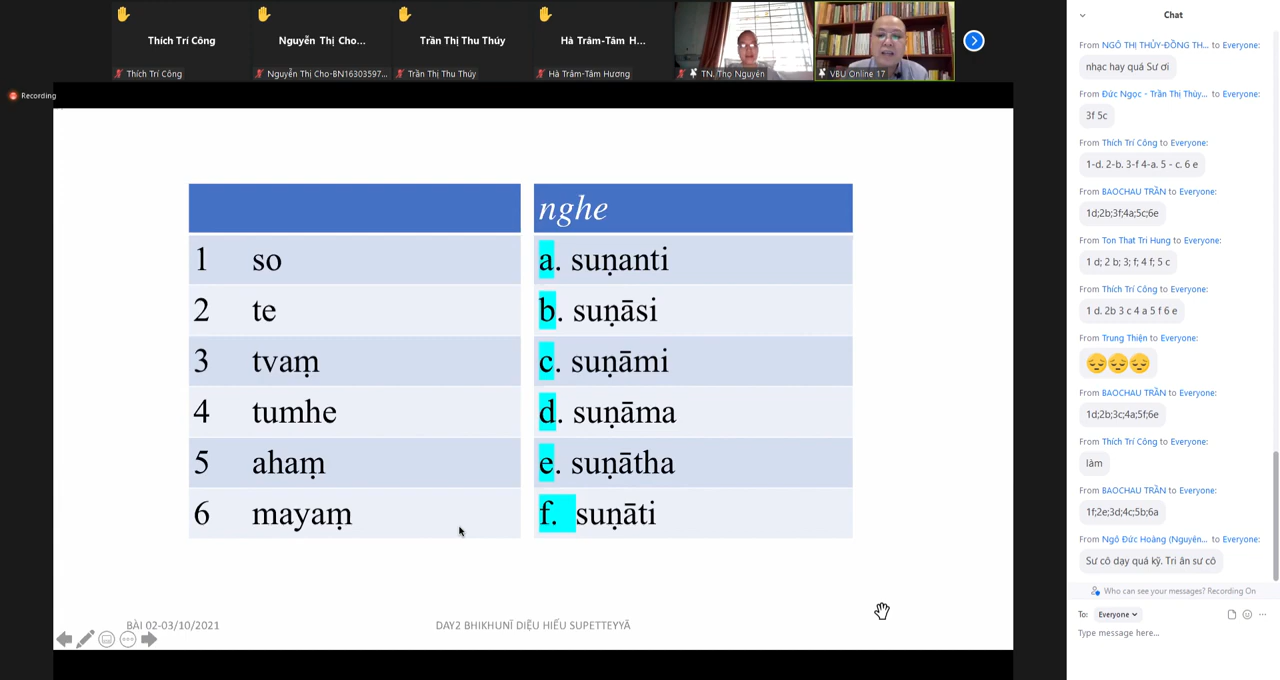 Thích Trí Công
Nguyễn Thị Cho...
Trần Thị Thu Thúy
Hà Trâm-Tâm H...
Thích Trí Công
Nguyễn Thị Cho-BN16303597...
Trần Thị Thu Thúy
Hà Trâm-Tâm Hương
TN. Thọ Nguyên
VBU Online 17
Recording
nghe
1 so
a. suṇanti
2 te
b. suṇāsi
3 tvaṃ
c. suṇāmi
4 tumhe
d. suṇāma
5 ahaṃ
e. suṇātha
6 mayaṃ
f. suṇāti
BÀI 02-03/10/2021
DAY2 BHIKHUNĪ DIỆU HIẾU SUPETTEYYĀ
Chat
From NGÔ THỊ THỦY-ĐỒNG TH... to Everyone:
nhạc hay quá Sư ơi
From Đức Ngọc - Trần Thị Thùy... to Everyone:
3f 5c
From Thích Trí Công to Everyone:
1-d. 2-b. 3-f 4-a. 5 - c. 6 e
From BAOCHAU TRẦN to Everyone:
1d;2b;3f;4a;5c;6e
From Ton That Tri Hung to Everyone:
1 d; 2 b; 3; f; 4 f; 5 c
From Thích Trí Công to Everyone:
1 d. 2b 3 c 4 a 5 f 6 e
From Trung Thiện to Everyone:
😔😔😔
From BAOCHAU TRẦN to Everyone:
1d;2b;3c;4a;5f;6e
From Thích Trí Công to Everyone:
lầm
From BAOCHAU TRẦN to Everyone:
1f;2e;3d;4c;5b;6a
From Ngô Đức Hoàng (Nguyên... to Everyone:
Sư cô dạy quá kỹ. Tri ân sư cô
Who can see your messages? Recording On
To: Everyone
Type message here...